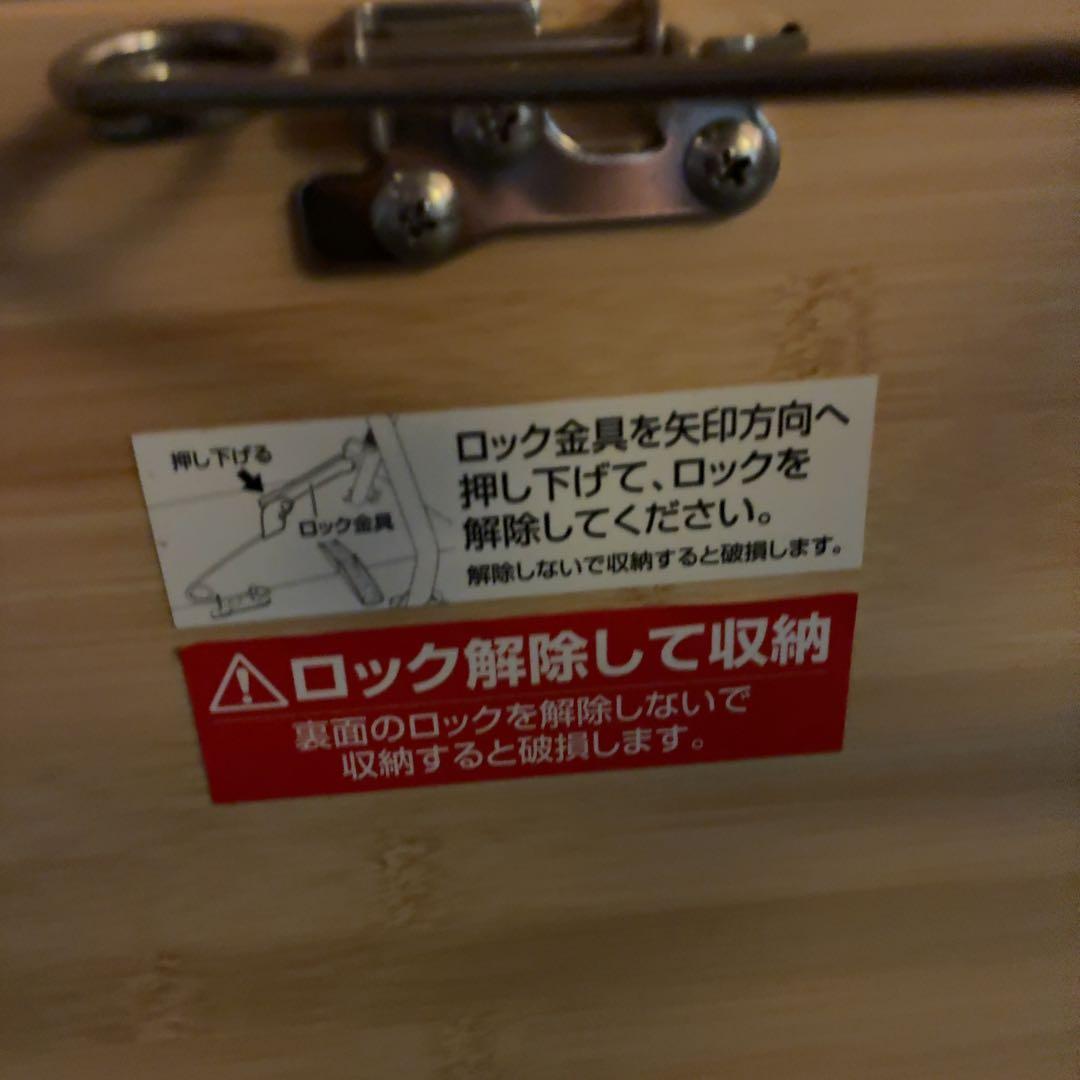 押し下げる
ロック金具
ロック金具を矢印方向へ
押し下げて、ロックを
解除してください。
解除しないで収納すると破損します。
ロック解除して収納
裏面のロックを解除しないで
収納すると破損します。